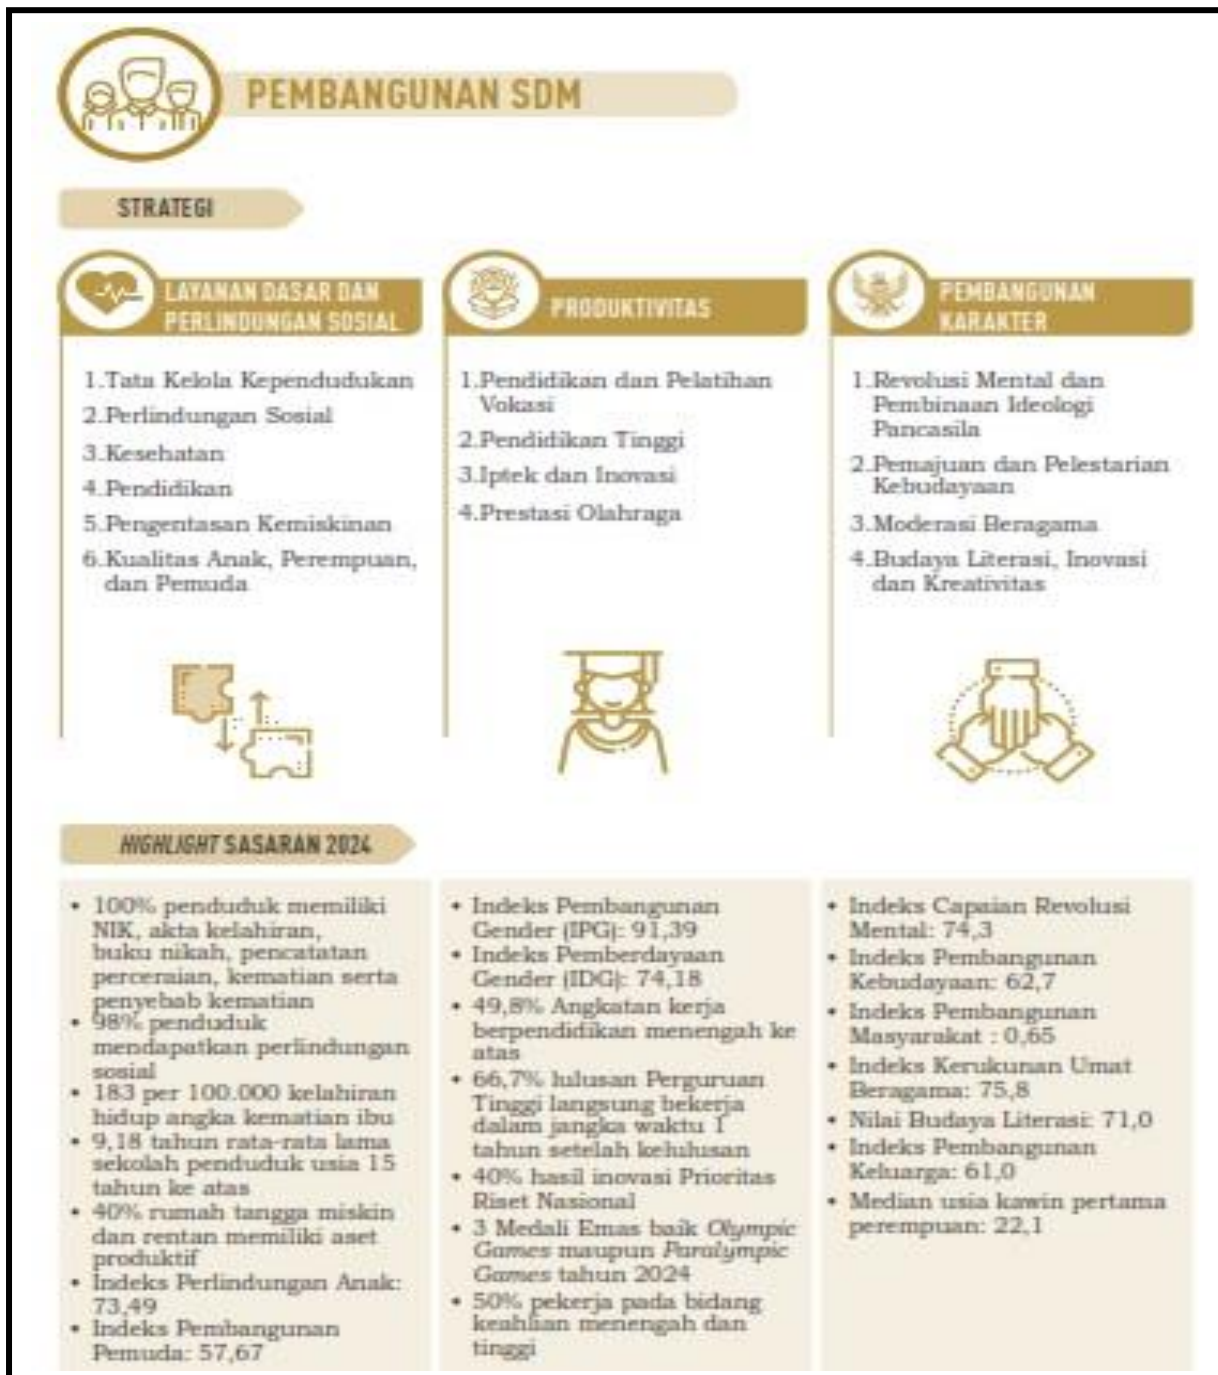 PEMBANGUNAN SDM
STRATEGI
LAYANAN DASAR DAN
PERLINDUNGAN SOSIAL
1.Tata Kelola Kependudukan
2.Perlindungan Sosial
3.Kesehatan
4.Pendidikan
5.Pengentasan Kemiskinan
6.Kualitas Anak, Perempuan,
dan Pemuda
PRODUKTIVITAS
1.Pendidikan dan Pelatihan
Vokasi
2.Pendidikan Tinggi
3.Iptek dan Inovasi
4.Prestasi Olahraga
PEMBANGUNAN
KARAKTER
1.Revolusi Mental dan
Pembinaan Ideologi
Pancasila
2.Pemajuan dan Pelestarian
Kebudayaan
3.Moderasi Beragama
4.Budaya Literasi, Inovasi
dan Kreativitas
HIGHLIGHT SASARAN 2024
• 100% penduduk memiliki
NIK, akta kelahiran,
buku nikah, pencatatan
perceraian, kematian serta
penyebab kematian
• 98% penduduk
mendapatkan perlindungan
sosial
• 183 per 100.000 kelahiran
hidup angka kematian ibu
• 9,18 tahun rata-rata lama
sekolah penduduk usia 15
tahun ke atas
• 40% rumah tangga miskin
dan rentan memiliki aset
produktif
• Indeks Perlindungan Anak:
73,49
• Indeks Pembangunan
Pemuda: 57,67
• Indeks Pembangunan
Gender (IPG): 91,39
• Indeks Pemberdayaan
Gender (IDG): 74,18
• 49,8% Angkatan kerja
berpendidikan menengah ke
atas
• 66,7% lulusan Perguruan
Tinggi langsung bekerja
dalam jangka waktu 1
tahun setelah kelulusan
• 40% hasil inovasi Prioritas
Riset Nasional
• 3 Medali Emas baik Olympic
Games maupun Paralympic
Games tahun 2024
• 50% pekerja pada bidang
keahlian menengah dan
tinggi
• Indeks Capaian Revolusi
Mental: 74,3
• Indeks Pembangunan
Kebudayaan: 62,7
• Indeks Pembangunan
Masyarakat : 0,65
• Indeks Kerukunan Umat
Beragama: 75,8
• Nilai Budaya Literasi: 71,0
• Indeks Pembangunan
Keluarga: 61,0
• Median usia kawin pertama
perempuan: 22,1